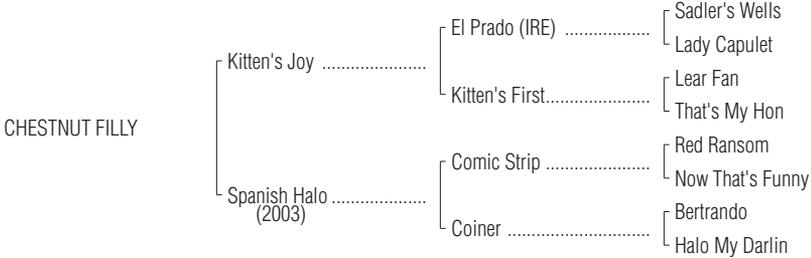 Sadler's Wells
El Prado (IRE) ..................
Lady Capulet
Kitten's Joy ......................
Lear Fan
Kitten's First......................
That's My Hon
CHESTNUT FILLY
Red Ransom
Comic Strip ......................
Now That's Funny
Spanish Halo ....................
(2003)
Bertrando
Coiner ..............................
Halo My Darlin